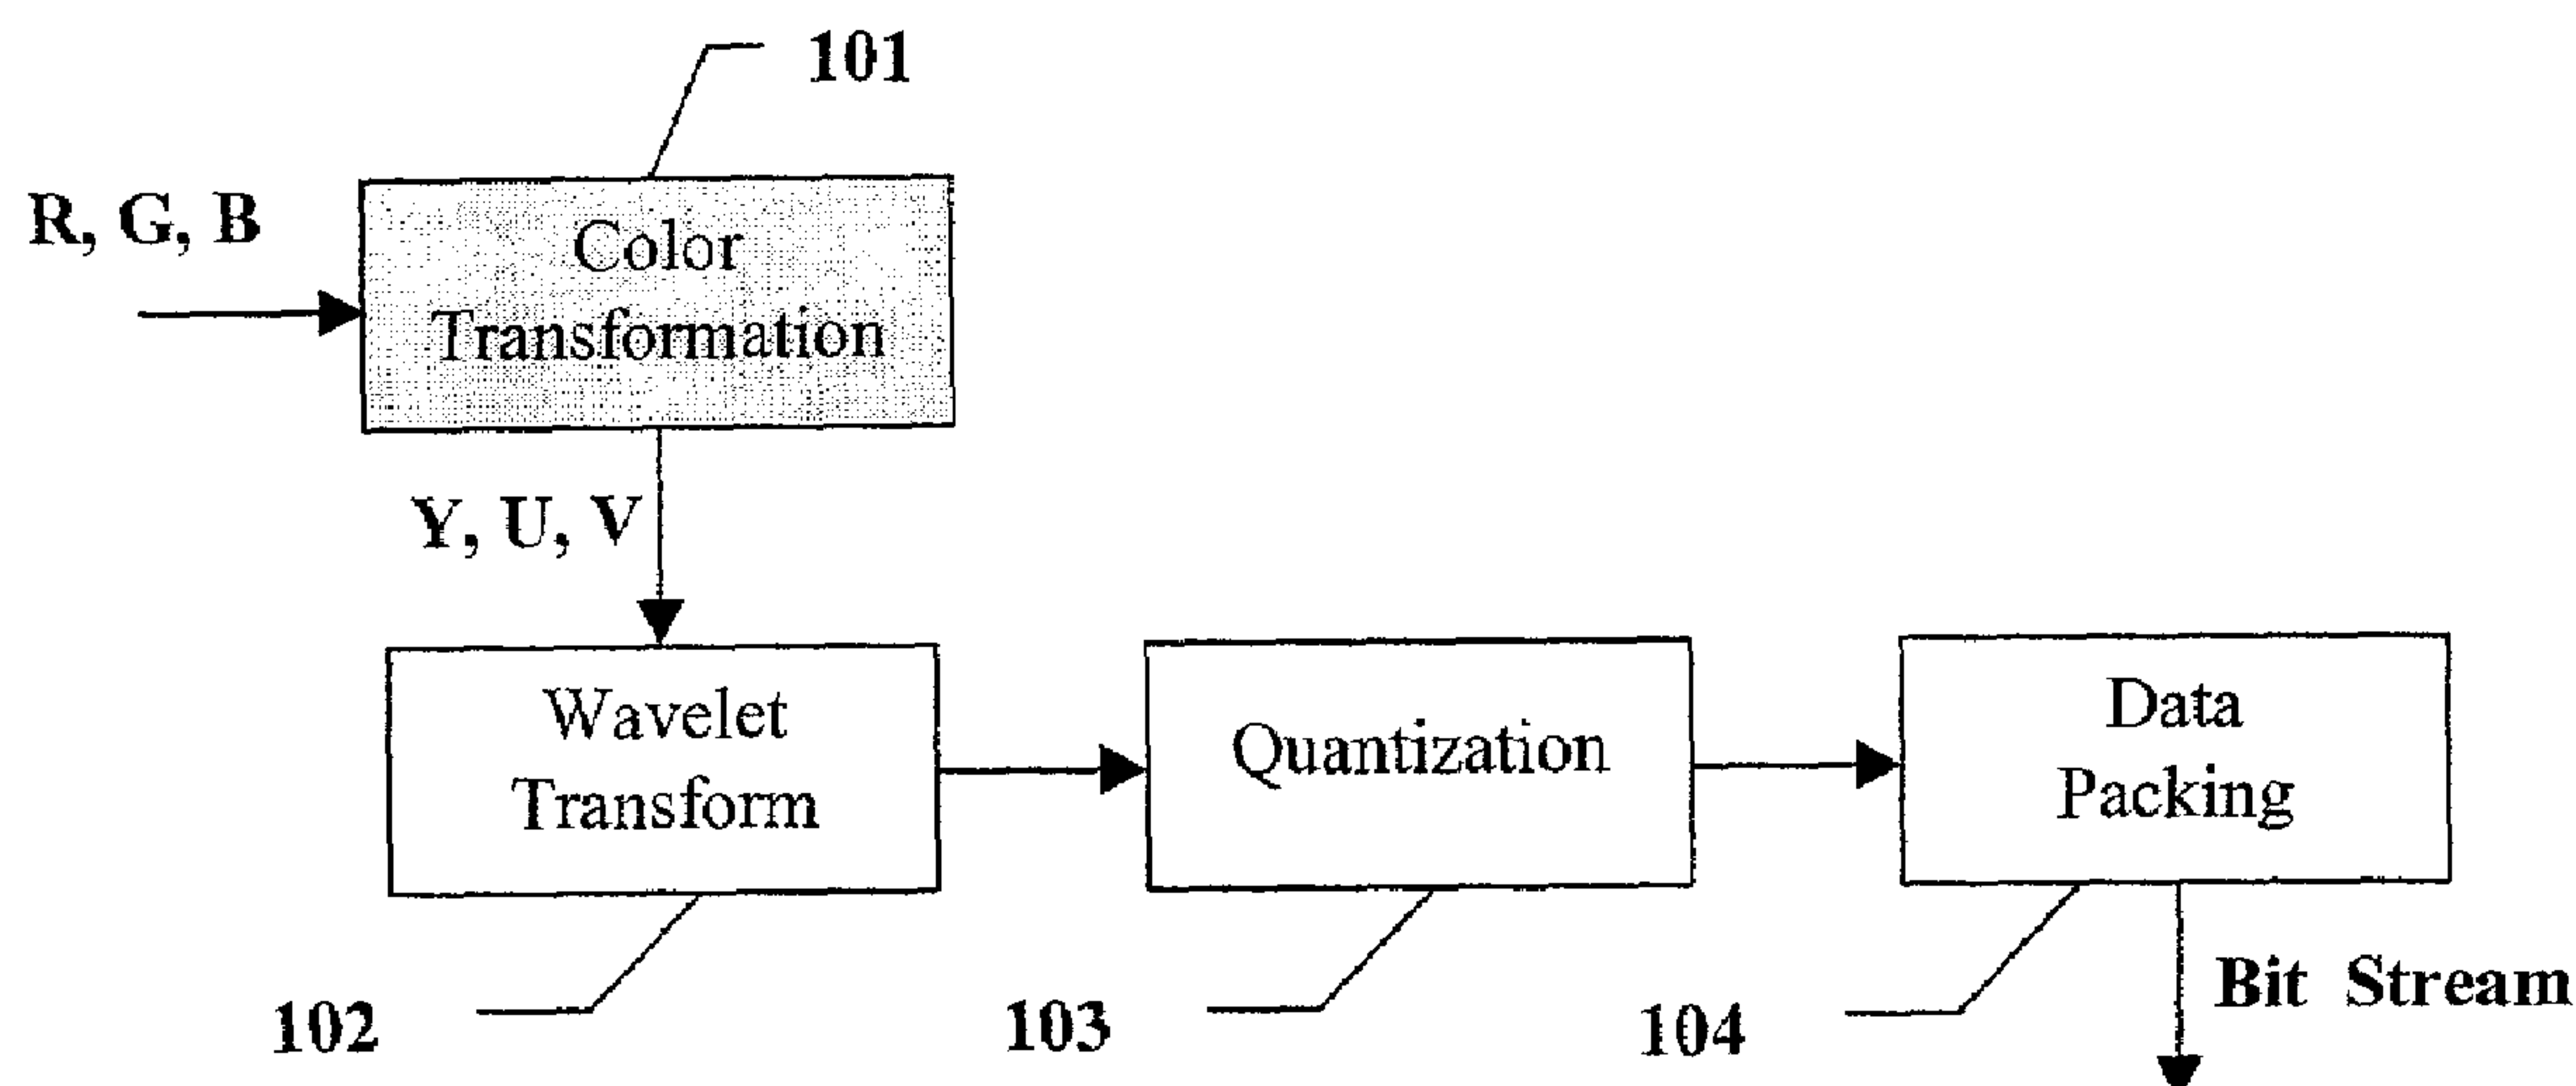 101
R, G, B
Color
Transformation
Y, U, V
Wavelet
Transform
Quantization
Data
Packing
102
103
104
Bit Stream